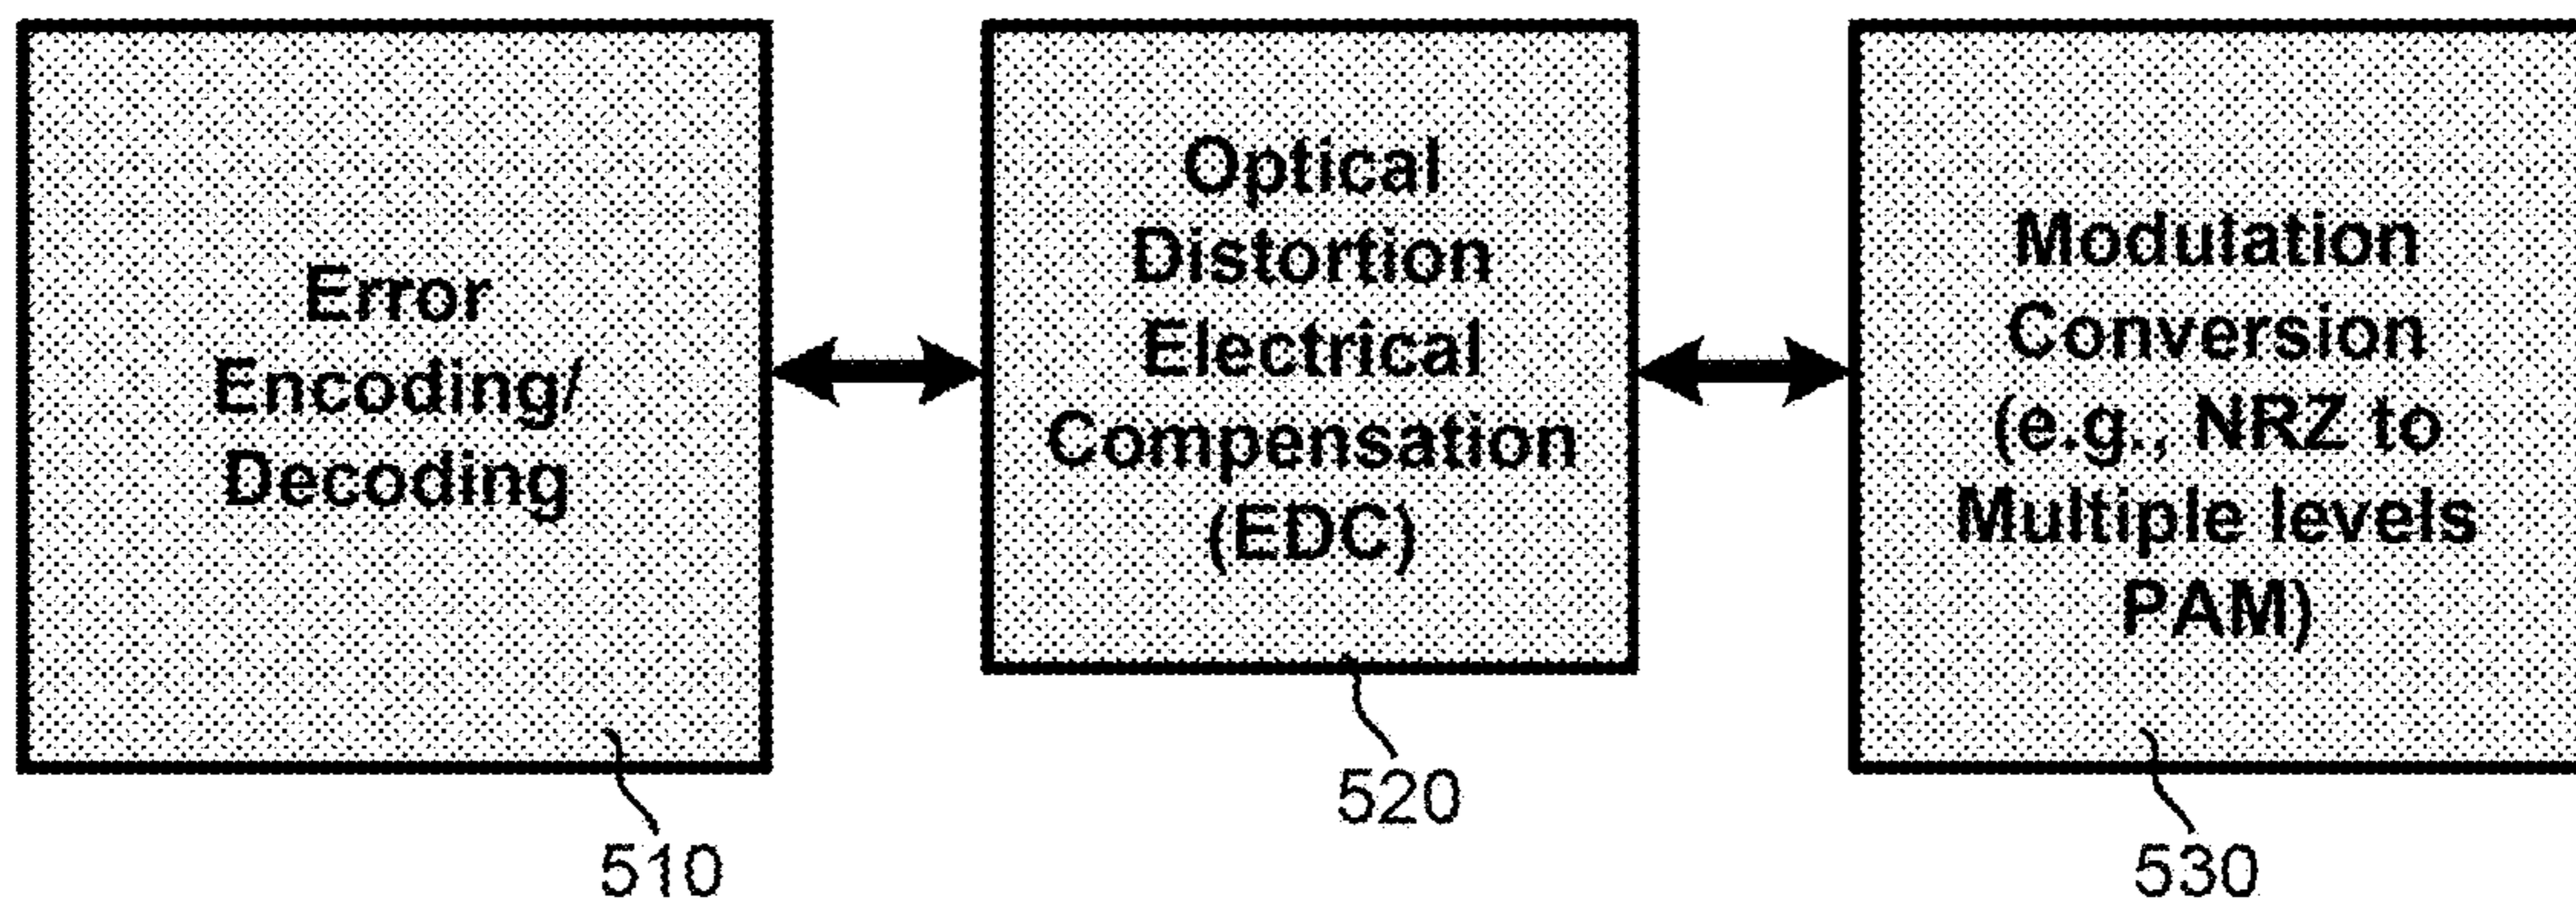 Error
Encoding/
Decoding
Optical
Distortion
Electrical
Compensation
(EDC)
Modulation
Conversion
(e.g., NRZ to
Multiple levels
PAM)
510
520
530